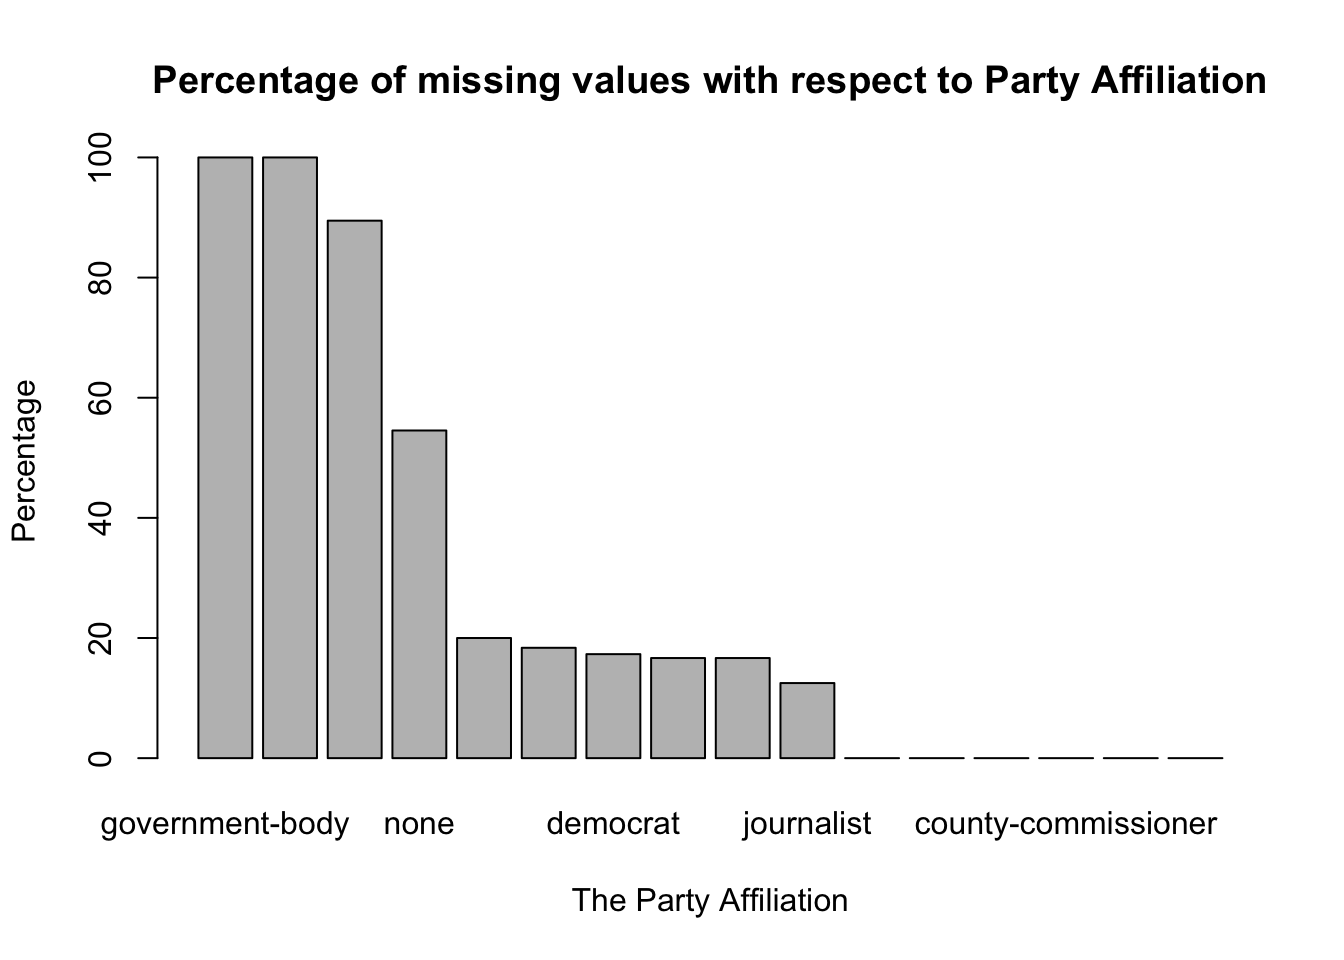 Percentage of missing values with respect to Party Affiliation
100
80
60
40
20
0
Percentage
government-body none democrat journalist county-commissioner
The Party Affiliation